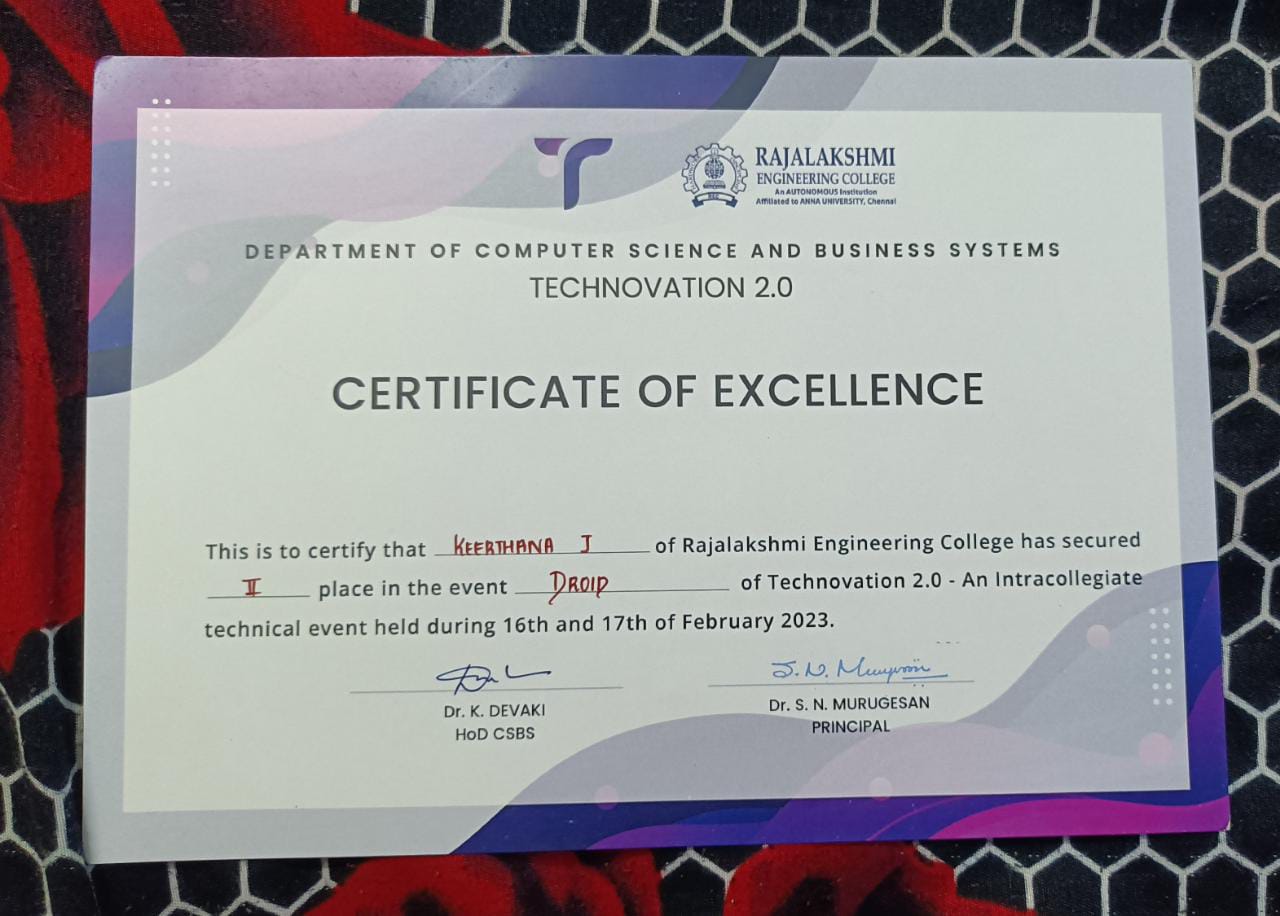 RAJALAKSHMI
ENGINEERING COLLEGE
An AUTONOMOUS Institution
Affiliated to ANNA UNIVERSITY, Chennai
DEPARTMENT OF COMPUTER SCIENCE AND BUSINESS SYSTEMS
TECHNOVATION 2.0
CERTIFICATE OF EXCELLENCE
This is to certify that KEERTHANA J of Rajalakshmi Engineering College has secured
II place in the event DROID of Technovation 2.0 - An Intracollegiate
technical event held during 16th and 17th of February 2023.
Dr. K. DEVAKI
HoD CSBS
S. N. Murugesan
Dr. S. N. MURUGESAN
PRINCIPAL